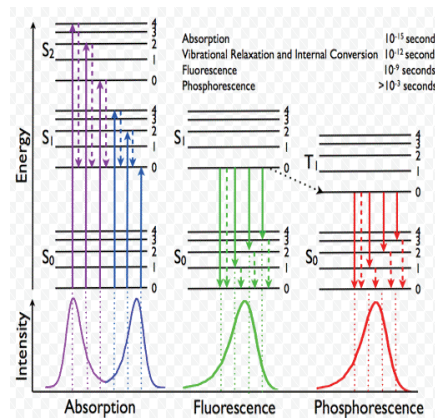 Absorption 10⁻¹⁵ second
Vibrational Relaxation and Internal Conversion 10⁻¹² second
Fluorescence 10⁻⁹ seconds
Phosphorescence >10⁻³ seconds
Energy
S₂
4
3
2
1
0
S₁
4
3
2
1
0
S₀
4
3
2
1
0
S₁
4
3
2
1
0
S₀
4
3
2
1
0
T₁
4
3
2
1
0
S₀
4
3
2
1
0
Intensity
Absorption Fluorescence Phosphorescence